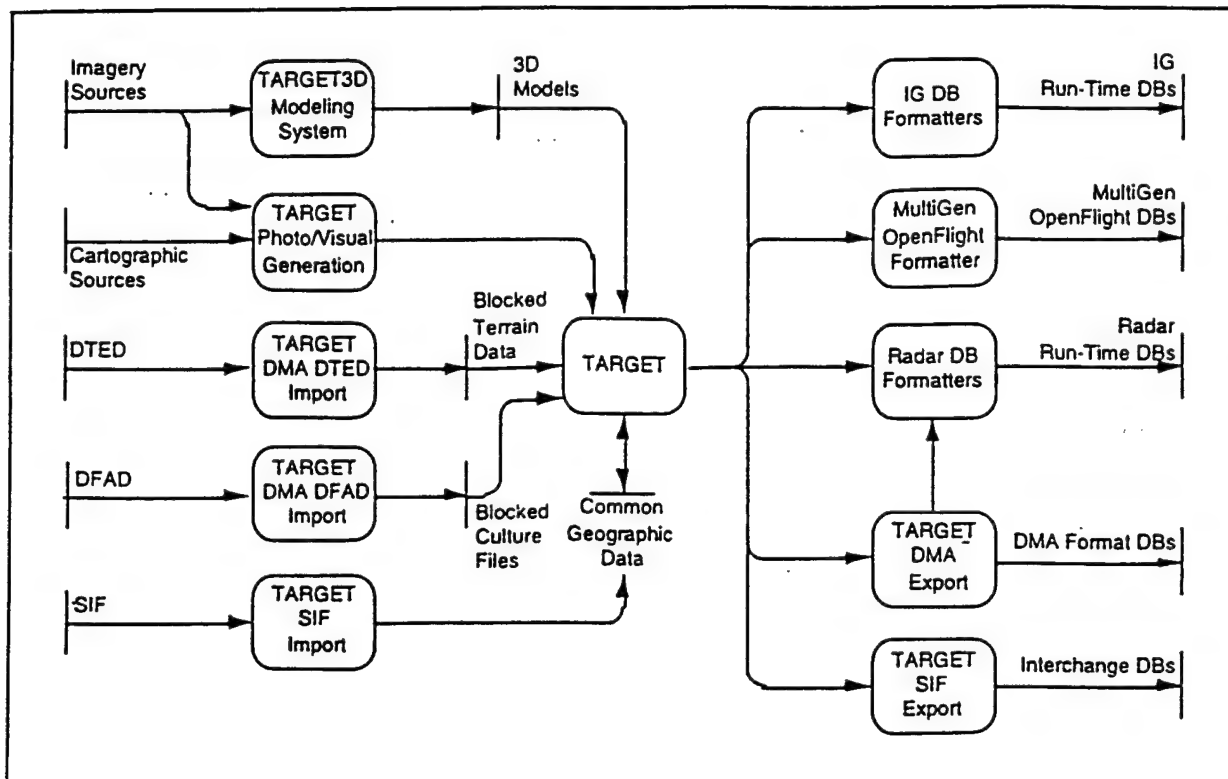 Imagery
Sources
TARGET3D
Modeling
System
3D
Models
Cartographic
Sources
TARGET
Photo/Visual
Generation
DTED
TARGET
DMA DTED
Import
Blocked
Terrain
Data
DFAD
TARGET
DMA DFAD
Import
Blocked
Culture
Files
SIF
TARGET
SIF
Import
Common
Geographic
Data
TARGET
IG DB
Formatters
IG
Run-Time DBs
MultiGen
OpenFlight
Formatter
MultiGen
OpenFlight DBs
Radar DB
Formatters
Radar
Run-Time DBs
TARGET
DMA
Export
DMA Format DBs
TARGET
SIF
Export
Interchange DBs